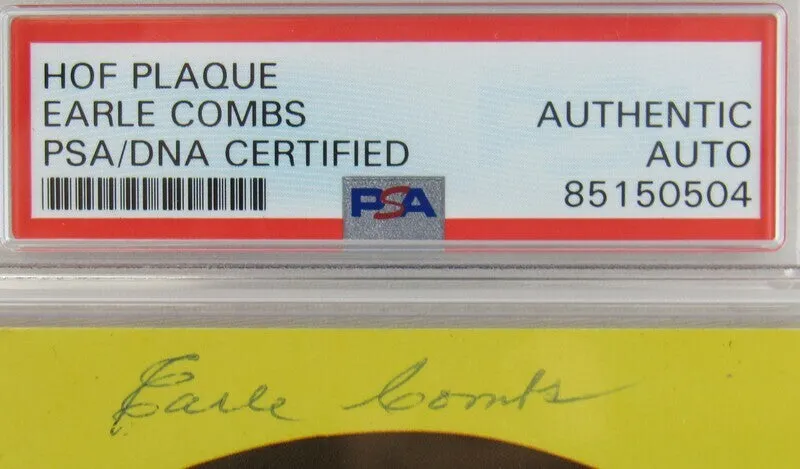 HOF PLAQUE
EARLE COMBS
PSA/DNA CERTIFIED
AUTHENTIC
AUTO
85150504
PSA
Earle Combs